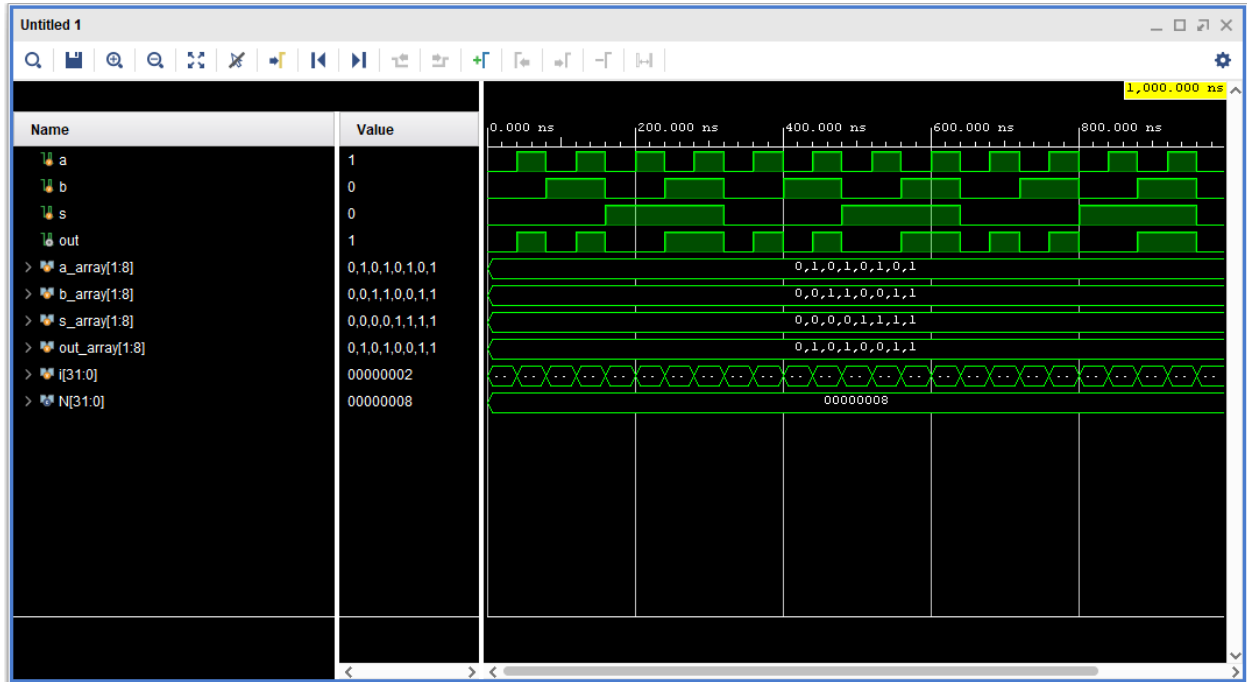 Untitled 1
1,000.000 ns
Name Value
0.000 ns 200.000 ns 400.000 ns 600.000 ns 800.000 ns
a 1
b 0
s 0
out 1
a_array[1:8] 0,1,0,1,0,1,0,1 0,1,0,1,0,1,0,1
b_array[1:8] 0,0,1,1,0,0,1,1 0,0,1,1,0,0,1,1
s_array[1:8] 0,0,0,0,1,1,1,1 0,0,0,0,1,1,1,1
out_array[1:8] 0,1,0,1,0,0,1,1 0,1,0,1,0,0,1,1
i[31:0] 00000002
N[31:0] 00000008 00000008